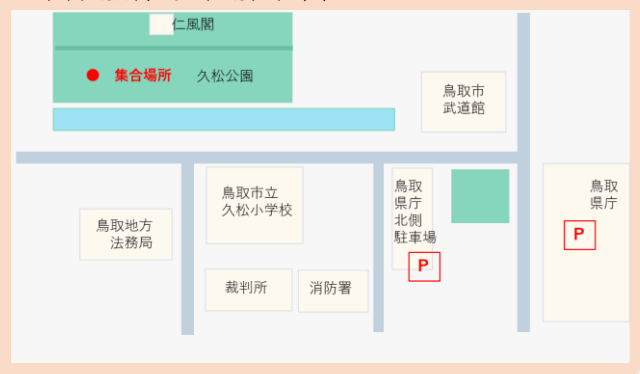 仁風閣
集合場所
久松公園
鳥取市
武道館
鳥取市立
久松小学校
鳥取
県庁
北側
駐車場
P
鳥取
県庁
P
鳥取地方
法務局
裁判所
消防署